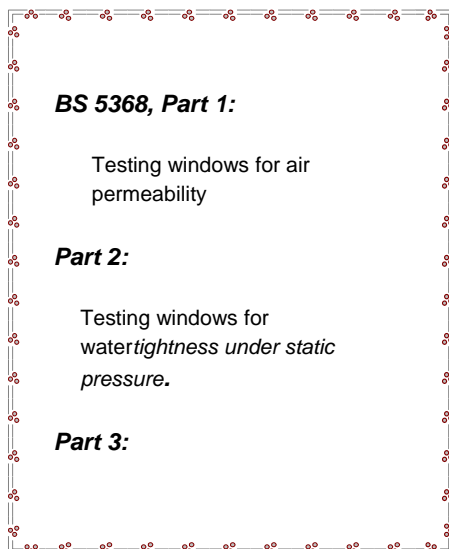 BS 5368, Part 1:
Testing windows for air
permeability
Part 2:
Testing windows for
watertightness under static
pressure.
Part 3: